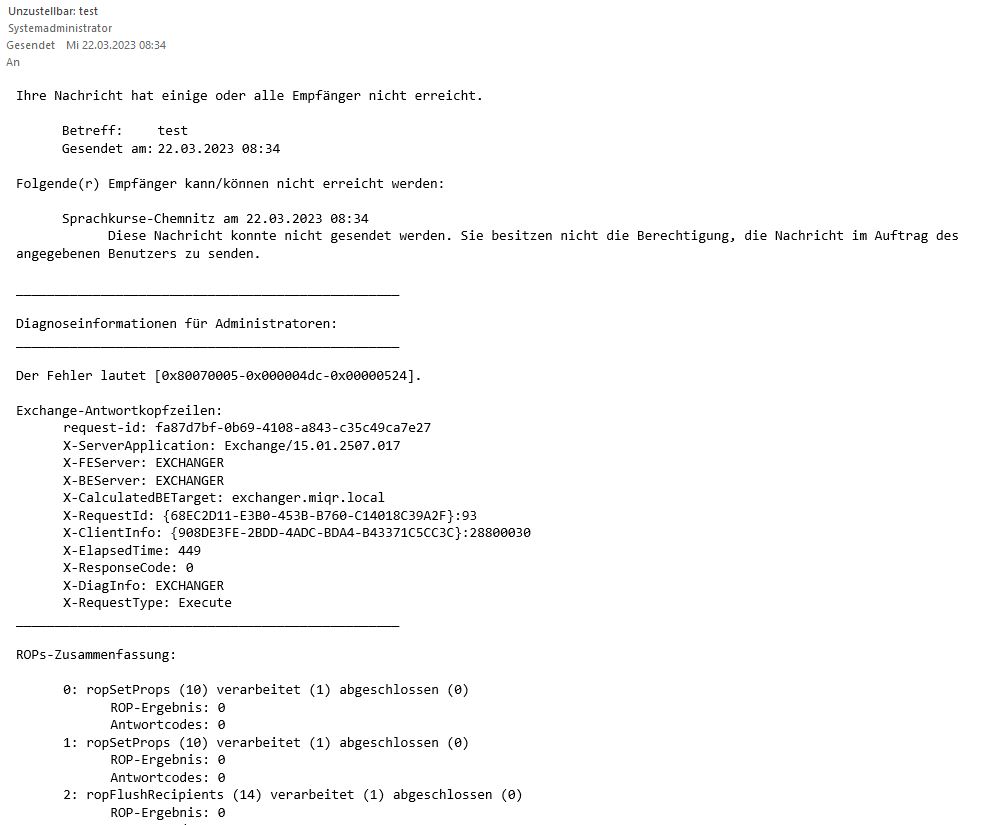 Unzustellbar: test
Systemadministrator
Gesendet Mi 22.03.2023 08:34
An
Ihre Nachricht hat einige oder alle Empfänger nicht erreicht.
Betreff: test
Gesendet am: 22.03.2023 08:34
Folgende(r) Empfänger kann/können nicht erreicht werden:
Sprachkurse-Chemnitz am 22.03.2023 08:34
Diese Nachricht konnte nicht gesendet werden. Sie besitzen nicht die Berechtigung, die Nachricht im Auftrag des
angegebenen Benutzers zu senden.
Diagnoseinformationen für Administratoren:
Der Fehler lautet [0x80070005-0x000004dc-0x00000524].
Exchange-Antwortkopfzeilen:
request-id: fa87d7bf-0b69-4108-a843-c35c49ca7e27
X-ServerApplication: Exchange/15.01.2507.017
X-FEServer: EXCHANGER
X-BEServer: EXCHANGER
X-CalculatedBETarget: exchanger.miqr.local
X-RequestId: {68EC2D11-E3B0-453B-B760-C14018C39A2F}:93
X-ClientInfo: {908DE3FE-2BDD-4ADC-BDA4-B43371C5CC3C}:28800030
X-ElapsedTime: 449
X-ResponseCode: 0
X-DiagInfo: EXCHANGER
X-RequestType: Execute
ROPs-Zusammenfassung:
0: ropSetProps (10) verarbeitet (1) abgeschlossen (0)
ROP-Ergebnis: 0
Antwortcodes: 0
1: ropSetProps (10) verarbeitet (1) abgeschlossen (0)
ROP-Ergebnis: 0
Antwortcodes: 0
2: ropFlushRecipients (14) verarbeitet (1) abgeschlossen (0)
ROP-Ergebnis: 0